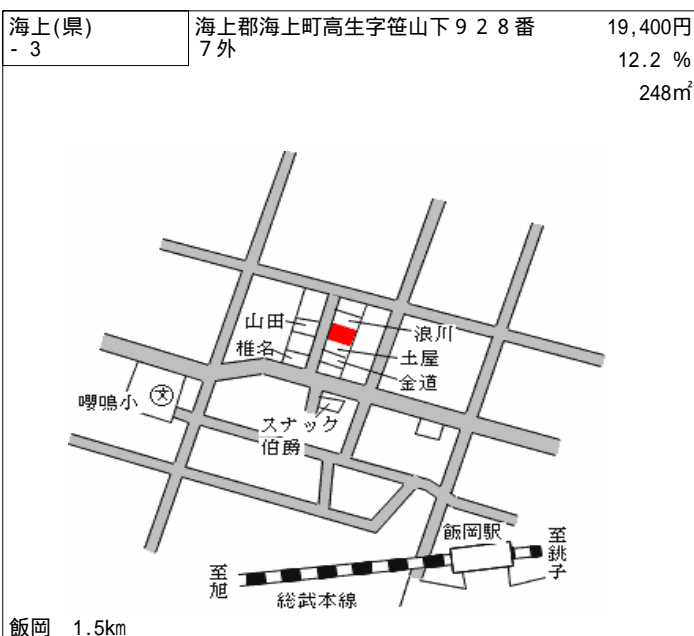 海上(県)
- 3
海上郡海上町高生字笹山下９２８番
７外
19,400円
12.2 %
248㎡
山田
浪川
椎名
土屋
金道
嚶鳴小
文
スナック
伯爵
飯岡駅
至銚子
至旭
総武本線
飯岡 1.5km